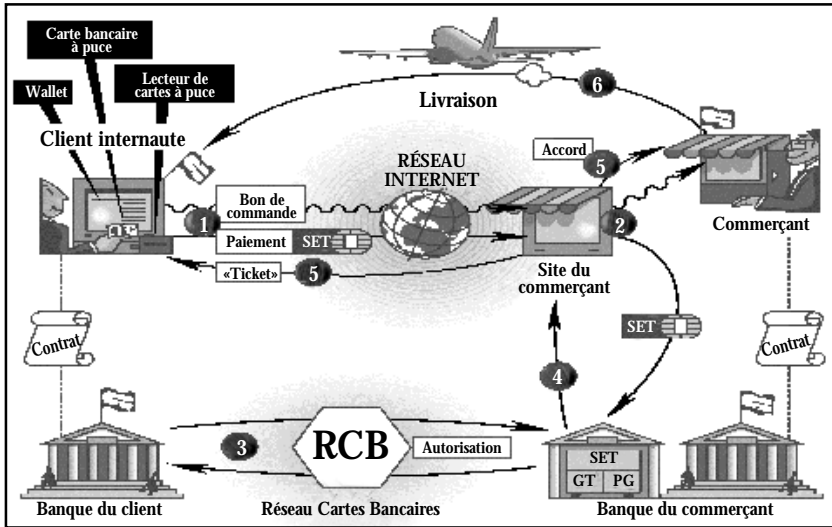 Carte bancaire
à puce
Wallet
Lecteur de
cartes à puce
Client internaute
Livraison
6
RÉSEAU
INTERNET
Accord
5
Bon de
commande
1
2
Commerçant
Paiement
SET
«Ticket»
5
Site du
commerçant
SET
Contrat
Contrat
4
3
RCB
Autorisation
SET
GT
PG
Banque du client
Réseau Cartes Bancaires
Banque du commerçant